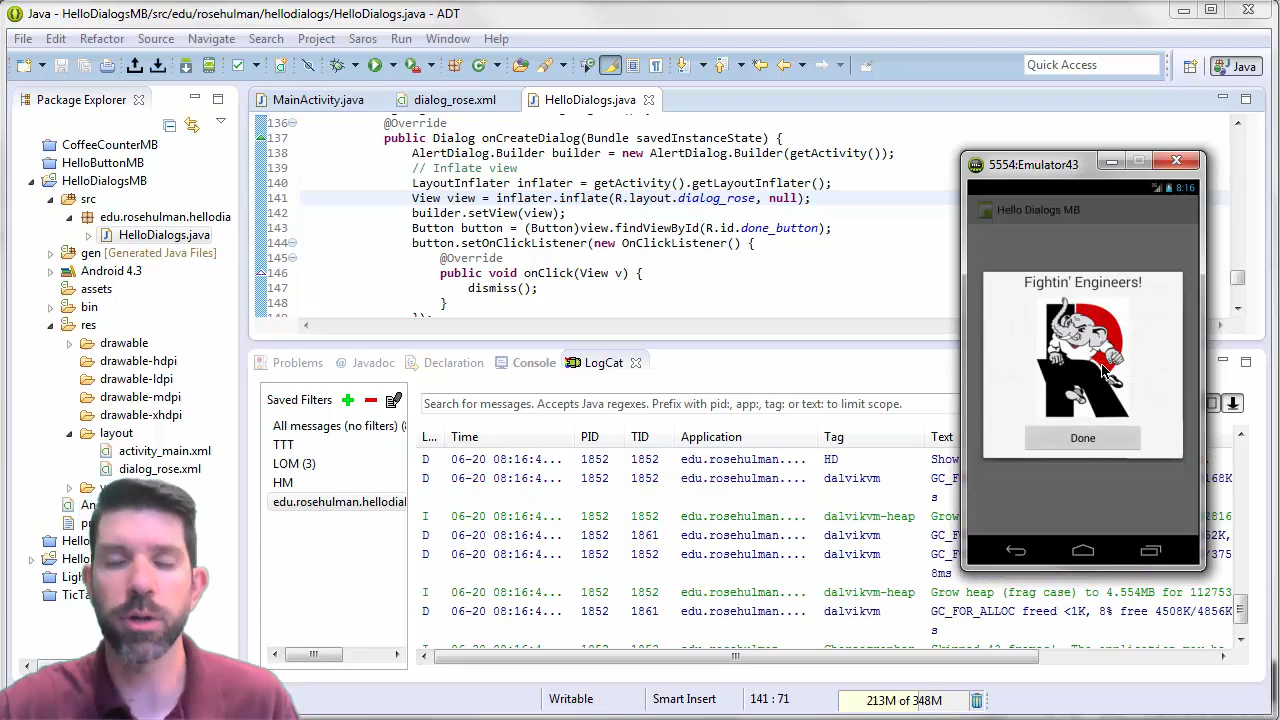 Java - HelloDialogsMB/src/edu/rosehulman/hellodialogs/HelloDialogs.java - ADT
File Edit Refactor Source Navigate Search Project Saros Run Window Help
Quick Access
Java
Package Explorer
CoffeeCounterMB
HelloButtonMB
HelloDialogsMB
src
edu.rosehulman.hellodia
HelloDialogs.java
gen [Generated Java Files]
Android 4.3
assets
bin
res
drawable
drawable-hdpi
drawable-ldpi
drawable-mdpi
drawable-xhdpi
layout
activity_main.xml
dialog_rose.xml
MainActivity.java dialog_rose.xml HelloDialogs.java
136 @Override
137 public Dialog onCreateDialog(Bundle savedInstanceState) {
138 AlertDialog.Builder builder = new AlertDialog.Builder(getActivity());
139 // Inflate view
140 LayoutInflater inflater = getActivity().getLayoutInflater();
141 View view = inflater.inflate(R.layout.dialog_rose, null);
142 builder.setView(view);
143 Button button = (Button)view.findViewById(R.id.done_button);
144 button.setOnClickListener(new OnClickListener() {
145 @Override
146 public void onClick(View v) {
147 dismiss();
148 }
Problems @ Javadoc Declaration Console LogCat
Saved Filters
All messages (no filters) (
TTT
LOM (3)
HM
edu.rosehulman.hellodial
Search for messages. Accepts Java regexes. Prefix with pid:, app:, tag: or text: to limit scope.
L... Time PID TID Application Tag Text
D 06-20 08:16:4... 1852 1852 edu.rosehulman.... HD Show
D 06-20 08:16:4... 1852 1852 edu.rosehulman.... dalvikvm GC_FO 168K
s
I 06-20 08:16:4... 1852 1852 edu.rosehulman.... dalvikvm-heap Grow 2816
D 06-20 08:16:4... 1852 1861 edu.rosehulman.... dalvikvm GC_FO
D 06-20 08:16:4... 1852 1852 edu.rosehulman.... dalvikvm GC_FO /375
8ms
I 06-20 08:16:4... 1852 1852 edu.rosehulman.... dalvikvm-heap Grow heap (frag case) to 4.554MB for 112753
D 06-20 08:16:4... 1852 1861 edu.rosehulman.... dalvikvm GC_FOR_ALLOC freed <1K, 8% free 4508K/4856K
s
5554:Emulator43
8:16
Hello Dialogs MB
Fightin' Engineers!
R
Done
Writable Smart Insert 141 : 71 213M of 348M